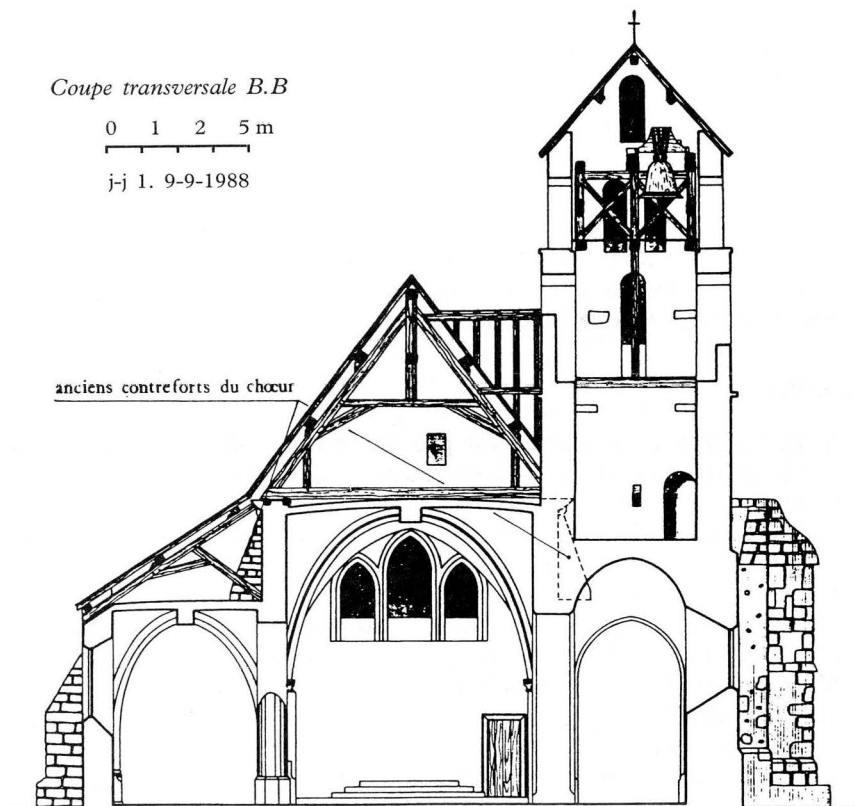 Coupe transversale B.B
0 1 2 5 m
j-j 1. 9-9-1988
anciens contreforts du chœur